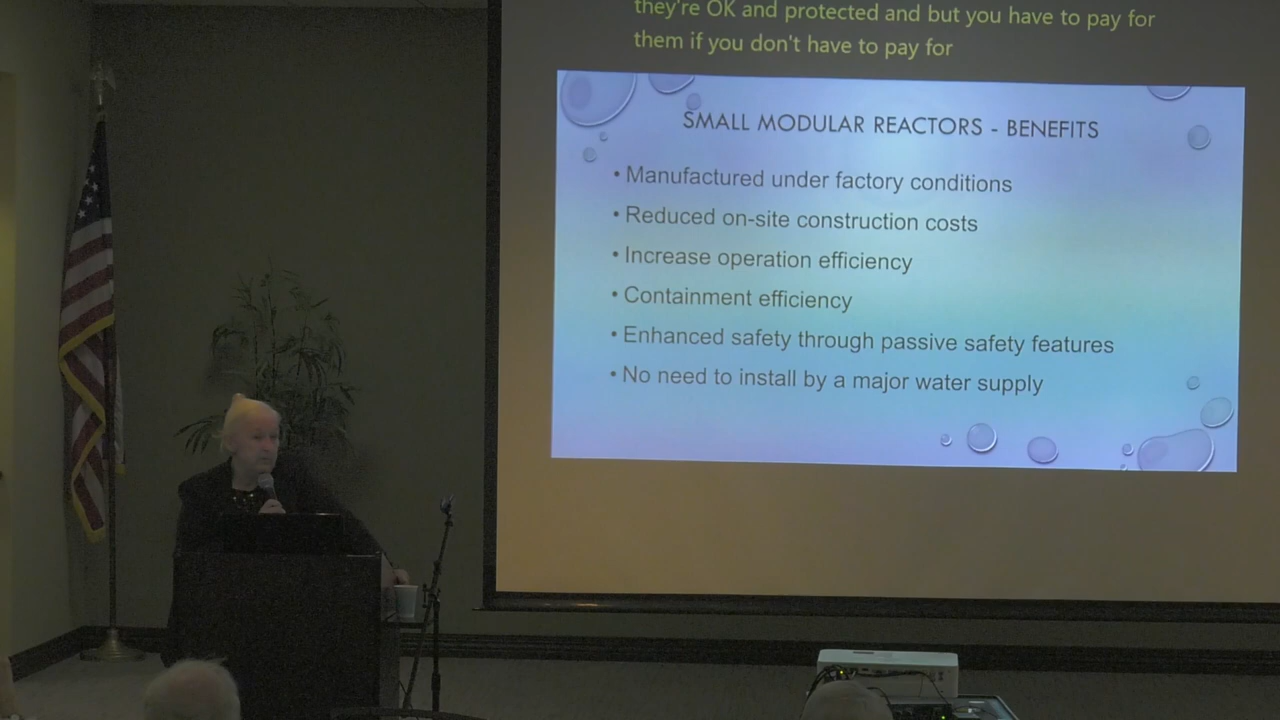 they're OK and protected and but you have to pay for
them if you don't have to pay for
SMALL MODULAR REACTORS - BENEFITS
• Manufactured under factory conditions
• Reduced on-site construction costs
• Increase operation efficiency
• Containment efficiency
• Enhanced safety through passive safety features
• No need to install by a major water supply